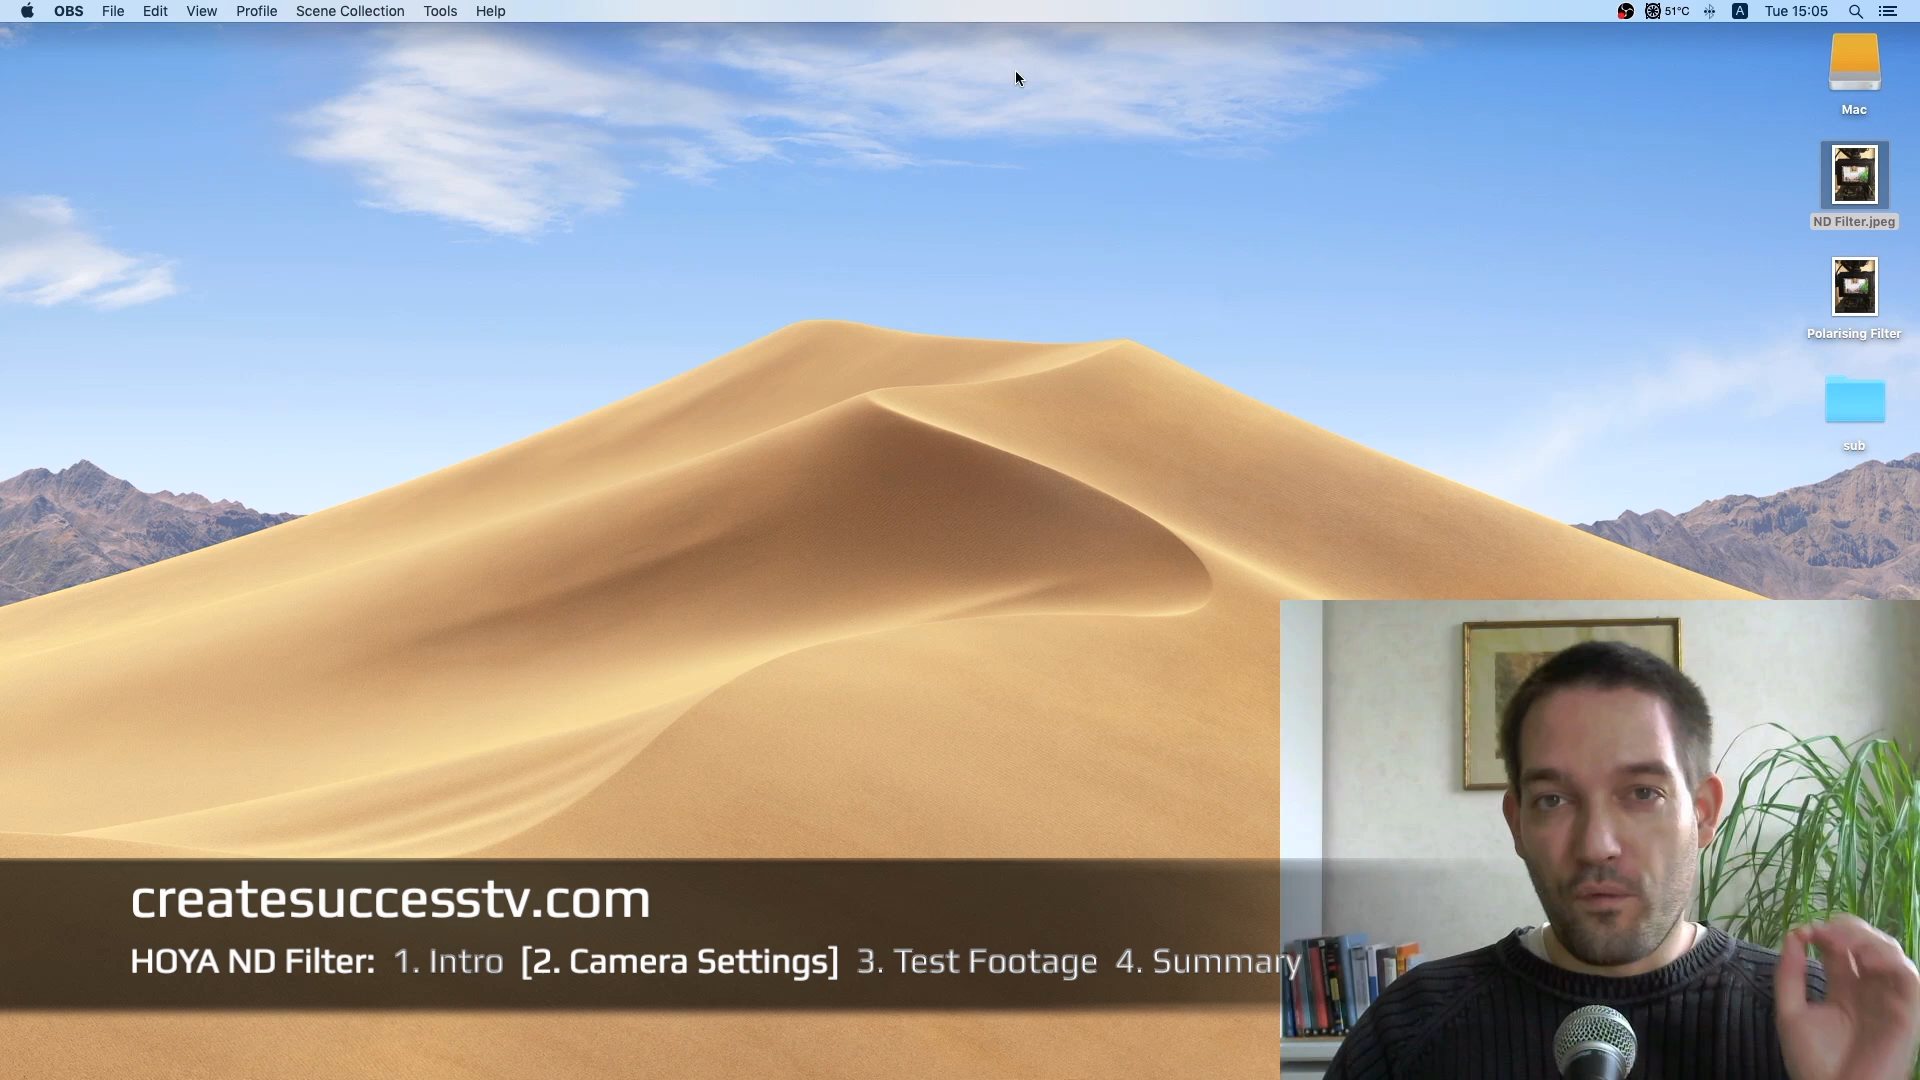 OBS File Edit View Profile Scene Collection Tools Help 51°C A Tue 15:05
Mac
ND Filter.jpeg
Polarising Filter
sub
createsuccesstv.com
HOYA ND Filter: 1. Intro [2. Camera Settings] 3. Test Footage 4. Summary